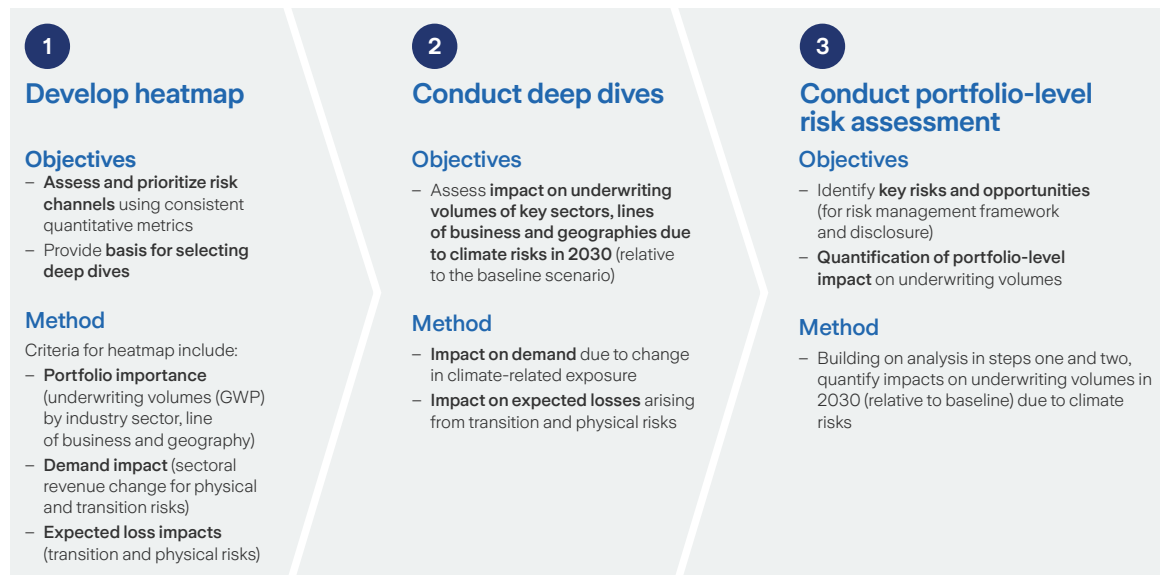 1
Develop heatmap
Objectives
– Assess and prioritize risk
channels using consistent
quantitative metrics
– Provide basis for selecting
deep dives
Method
Criteria for heatmap include:
– Portfolio importance
(underwriting volumes (GWP)
by industry sector, line
of business and geography)
– Demand impact (sectoral
revenue change for physical
and transition risks)
– Expected loss impacts
(transition and physical risks)
2
Conduct deep dives
Objectives
– Assess impact on underwriting
volumes of key sectors, lines
of business and geographies due
to climate risks in 2030 (relative
to the baseline scenario)
Method
– Impact on demand due to change
in climate-related exposure
– Impact on expected losses arising
from transition and physical risks
3
Conduct portfolio-level
risk assessment
Objectives
– Identify key risks and opportunities
(for risk management framework
and disclosure)
– Quantification of portfolio-level
impact on underwriting volumes
Method
– Building on analysis in steps one and two,
quantify impacts on underwriting volumes in
2030 (relative to baseline) due to climate
risks